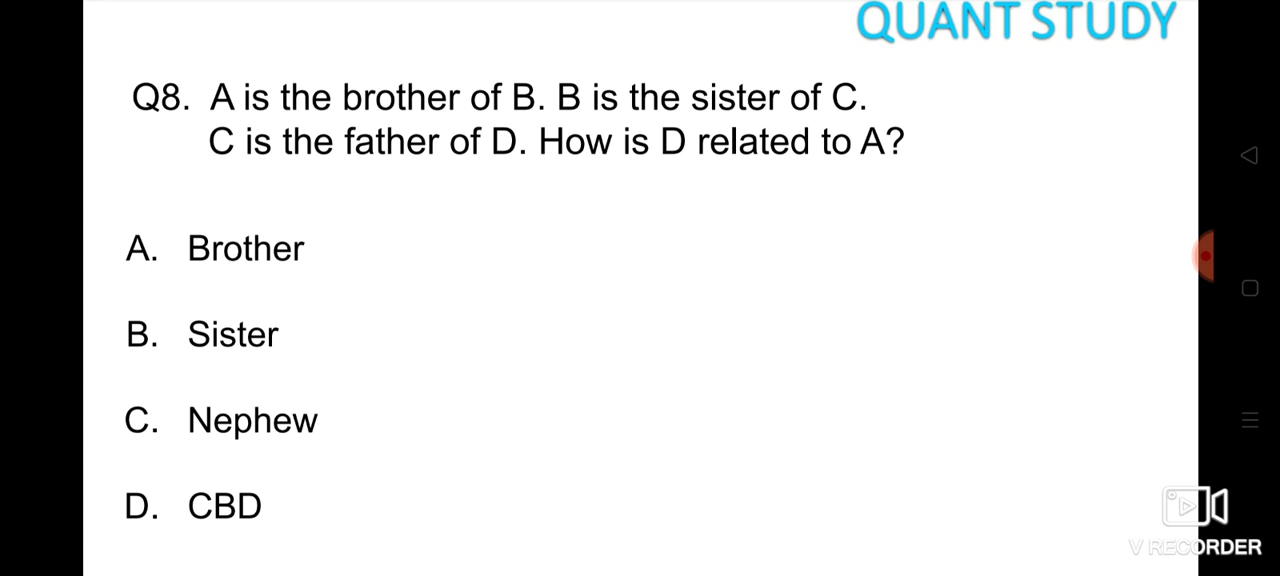 QUANT STUDY
Q8. A is the brother of B. B is the sister of C.
C is the father of D. How is D related to A?
A. Brother
B. Sister
C. Nephew
D. CBD
V RECORDER